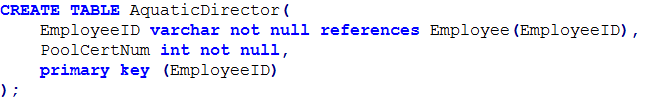 CREATE TABLE AquaticDirector(
    EmployeeID varchar not null references Employee(EmployeeID),
    PoolCertNum int not null,
    primary key (EmployeeID)
);